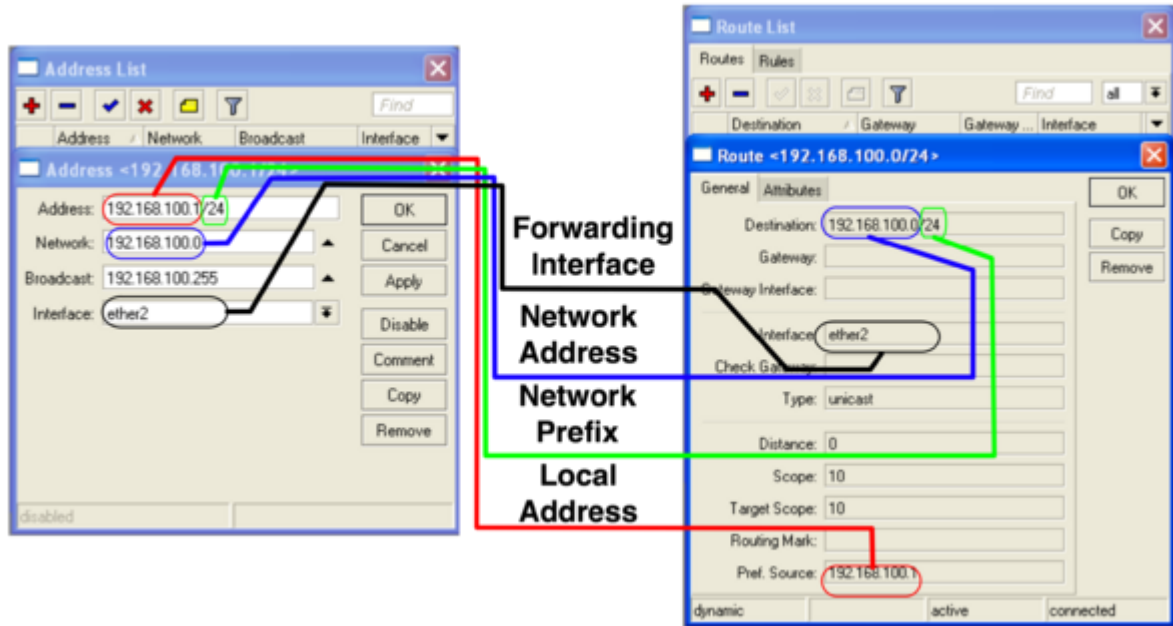 Address List
Find
Address / Network Broadcast Interface
Address <192.168.100.1/24>
Address: 192.168.100.1/24
Network: 192.168.100.0
Broadcast: 192.168.100.255
Interface: ether2
OK
Cancel
Apply
Disable
Comment
Copy
Remove
disabled
Forwarding
Interface
Network
Address
Network
Prefix
Local
Address
Route List
Routes Rules
Find all
Destination / Gateway Gateway ... Interface
Route <192.168.100.0/24>
General Attributes
Destination: 192.168.100.0/24
Gateway:
Gateway Interface:
Interface: ether2
Check Gateway:
Type: unicast
Distance: 0
Scope: 10
Target Scope: 10
Routing Mark:
Pref. Source: 192.168.100.1
OK
Copy
Remove
dynamic active connected